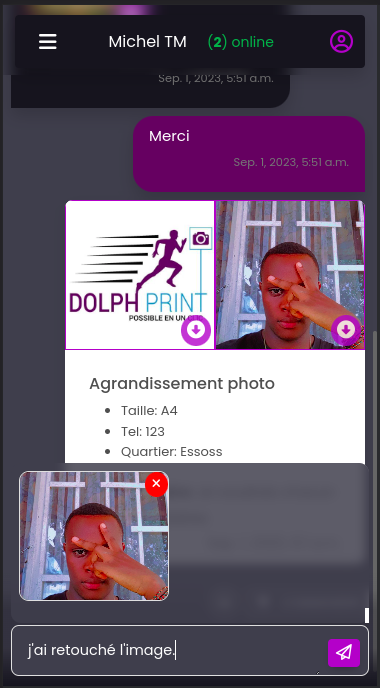 Michel TM (2) online
Sep. 1, 2023, 5:51 a.m.
Merci
Sep. 1, 2023, 5:51 a.m.
DOLPH PRINT
POSSIBLE EN UN CLIC
Agrandissement photo
Taille: A4
Tel: 123
Quartier: Essoss
j'ai retouché l'image.